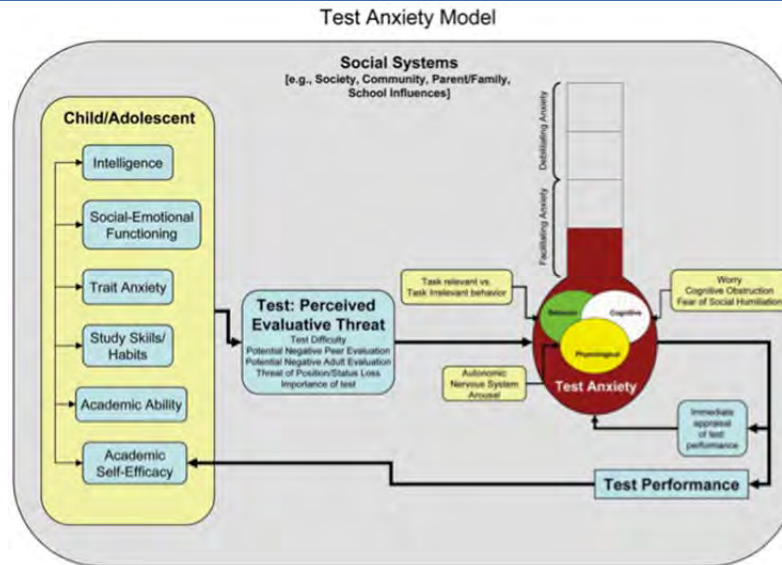 Test Anxiety Model
Social Systems
[e.g., Society, Community, Parent/Family,
School Influences]
Child/Adolescent
Intelligence
Social-Emotional
Functioning
Trait Anxiety
Study Skills/
Habits
Academic Ability
Academic
Self-Efficacy
Test: Perceived
Evaluative Threat
Test Difficulty
Potential Negative Peer Evaluation
Potential Negative Adult Evaluation
Threat of Position/Status Loss
Importance of test
Debilitating Anxiety
Facilitating Anxiety
Task relevant vs.
Task Irrelevant behavior
Worry
Cognitive Obstruction
Fear of Social Humiliation
Behavior
Cognitive
Physiological
Test Anxiety
Autonomic
Nervous System
Arousal
Immediate
appraisal
of test
performance
Test Performance